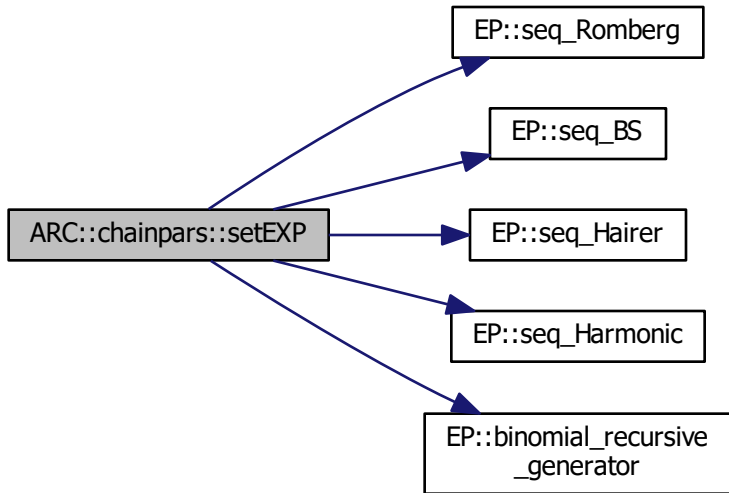 EP::seq_Romberg
EP::seq_BS
ARC::chainpars::setEXP
EP::seq_Hairer
EP::seq_Harmonic
EP::binomial_recursive
_generator